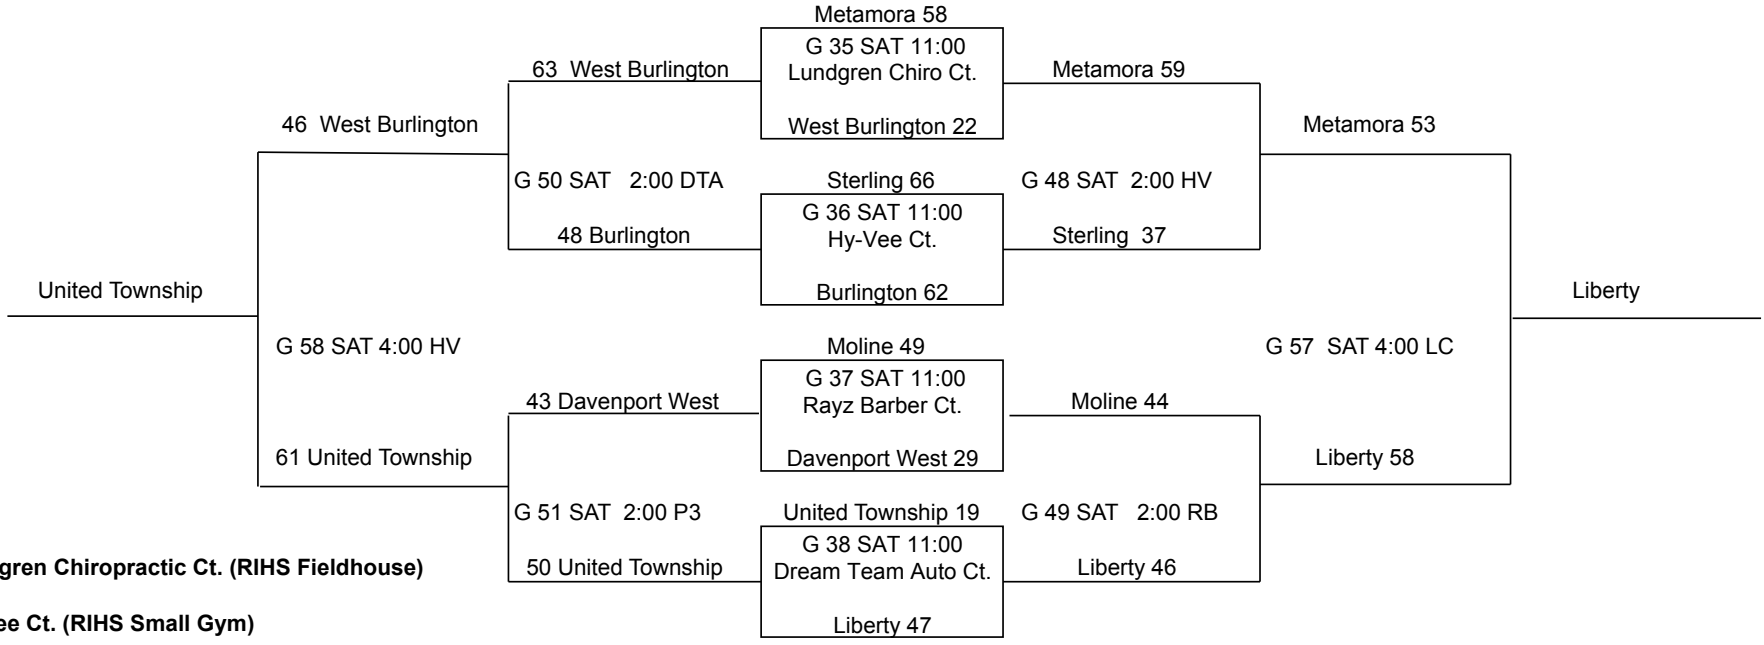 Metamora 58
G 35 SAT 11:00
63 West Burlington
Lundgren Chiro Ct.
Metamora 59
46 West Burlington
West Burlington 22
Metamora 53
G 50 SAT 2:00 DTA
Sterling 66
G 48 SAT 2:00 HV
G 36 SAT 11:00
48 Burlington
Hy-Vee Ct.
Sterling 37
United Township
Burlington 62
Liberty
G 58 SAT 4:00 HV
Moline 49
G 57 SAT 4:00 LC
G 37 SAT 11:00
43 Davenport West
Rayz Barber Ct.
Moline 44
61 United Township
Davenport West 29
Liberty 58
G 51 SAT 2:00 P3
United Township 19
G 49 SAT 2:00 RB
G 38 SAT 11:00
gren Chiropractic Ct. (RIHS Fieldhouse)
50 United Township
Dream Team Auto Ct.
Liberty 46
ee Ct. (RIHS Small Gym)
Liberty 47